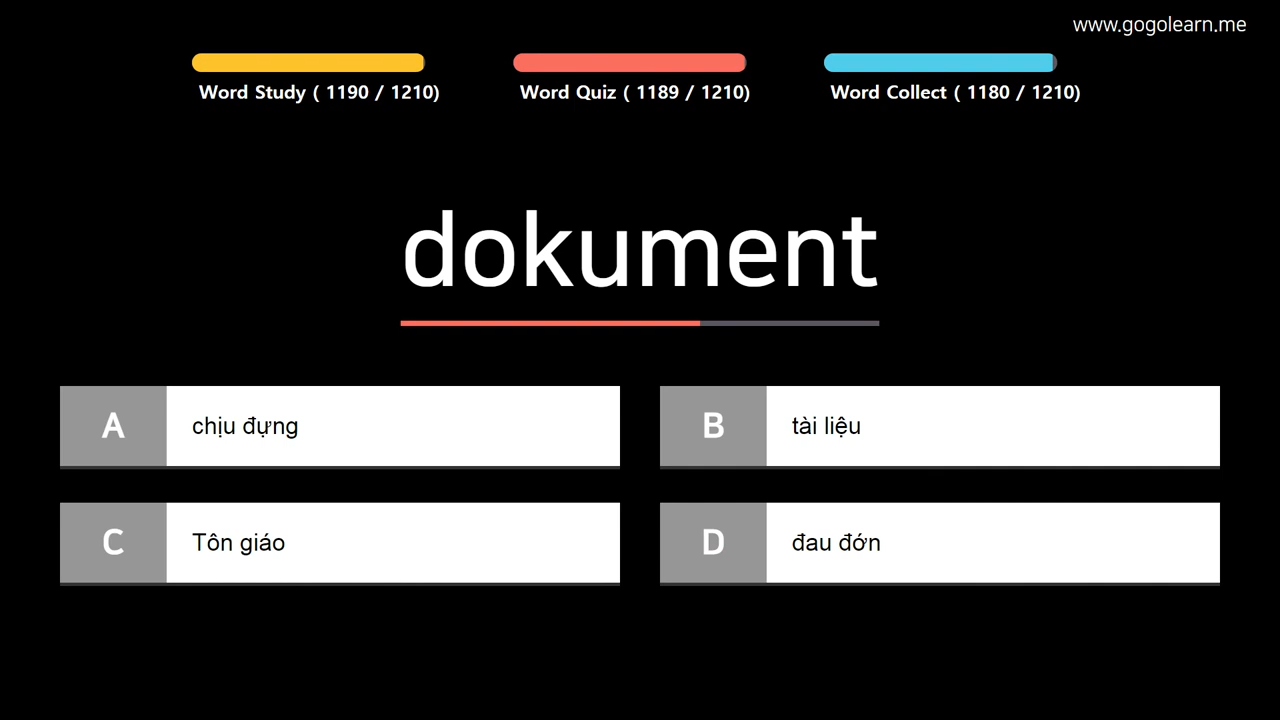 www.gogolearn.me
Word Study ( 1190 / 1210)
Word Quiz ( 1189 / 1210)
Word Collect ( 1180 / 1210)
dokument
A chịu đựng
B tài liệu
C Tôn giáo
D đau đớn